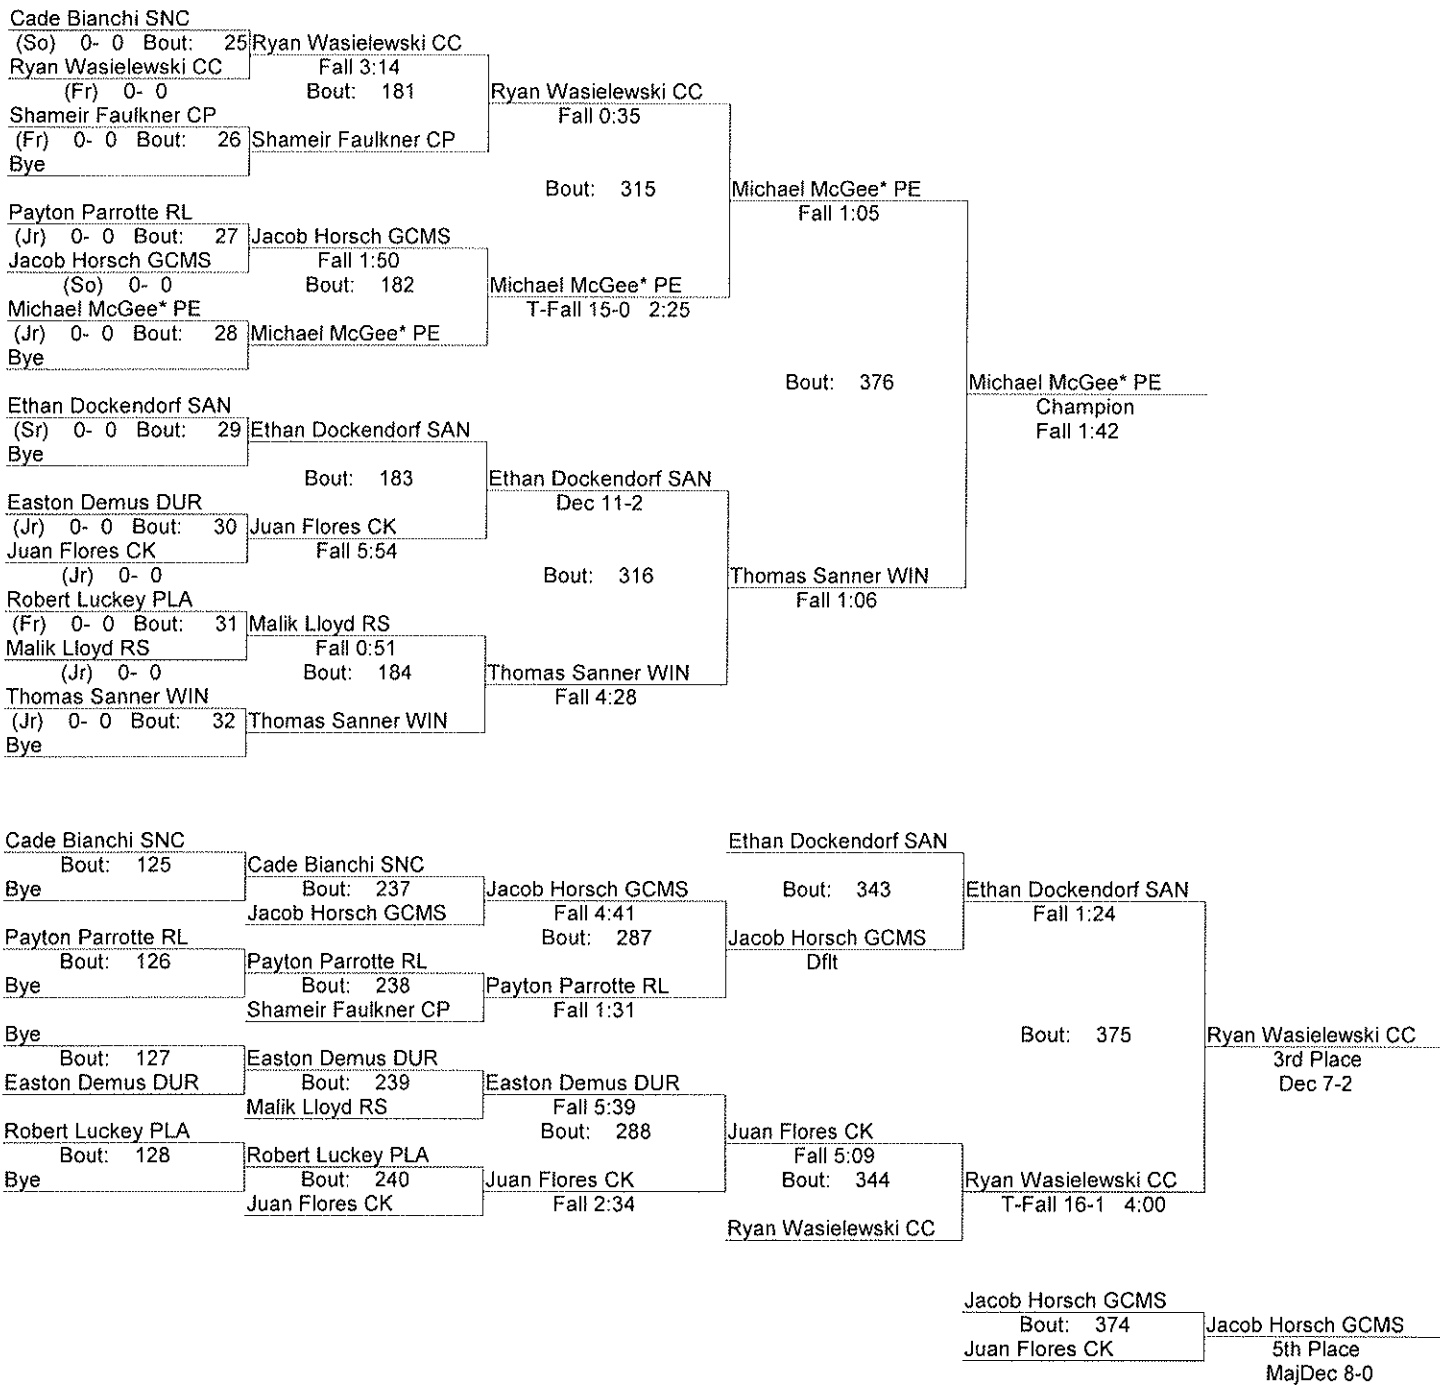 Cade Bianchi SNC
(So) 0- 0 Bout: 25 Ryan Wasielewski CC
Ryan Wasielewski CC Fall 3:14
(Fr) 0- 0 Bout: 181 Ryan Wasielewski CC
Shameir Faulkner CP Fall 0:35
(Fr) 0- 0 Bout: 26 Shameir Faulkner CP
Bye
Bout: 315 Michael McGee* PE
Payton Parrotte RL Fall 1:05
(Jr) 0- 0 Bout: 27 Jacob Horsch GCMS
Jacob Horsch GCMS Fall 1:50
(So) 0- 0 Bout: 182 Michael McGee* PE
Michael McGee* PE T-Fall 15-0 2:25
(Jr) 0- 0 Bout: 28 Michael McGee* PE
Bye
Bout: 376 Michael McGee* PE
Ethan Dockendorf SAN Champion
(Sr) 0- 0 Bout: 29 Ethan Dockendorf SAN Fall 1:42
Bye
Bout: 183 Ethan Dockendorf SAN
Easton Demus DUR Dec 11-2
(Jr) 0- 0 Bout: 30 Juan Flores CK
Juan Flores CK Fall 5:54
(Jr) 0- 0 Bout: 316 Thomas Sanner WIN
Robert Luckey PLA Fall 1:06
(Fr) 0- 0 Bout: 31 Malik Lloyd RS
Malik Lloyd RS Fall 0:51
(Jr) 0- 0 Bout: 184 Thomas Sanner WIN
Thomas Sanner WIN Fall 4:28
(Jr) 0- 0 Bout: 32 Thomas Sanner WIN
Bye
Cade Bianchi SNC Ethan Dockendorf SAN
Bout: 125 Cade Bianchi SNC
Bye Bout: 237 Jacob Horsch GCMS Bout: 343 Ethan Dockendorf SAN
Jacob Horsch GCMS Fall 4:41 Fall 1:24
Payton Parrotte RL Bout: 287 Jacob Horsch GCMS
Bout: 126 Payton Parrotte RL Dflt
Bye Bout: 238 Payton Parrotte RL
Shameir Faulkner CP Fall 1:31
Bye Bout: 375 Ryan Wasielewski CC
Bout: 127 Easton Demus DUR 3rd Place
Easton Demus DUR Bout: 239 Easton Demus DUR Dec 7-2
Malik Lloyd RS Fall 5:39
Robert Luckey PLA Bout: 288 Juan Flores CK
Bout: 128 Robert Luckey PLA Fall 5:09
Bye Bout: 240 Juan Flores CK Bout: 344 Ryan Wasielewski CC
Juan Flores CK Fall 2:34 T-Fall 16-1 4:00
Ryan Wasielewski CC
Jacob Horsch GCMS
Bout: 374 Jacob Horsch GCMS
Juan Flores CK 5th Place
MajDec 8-0